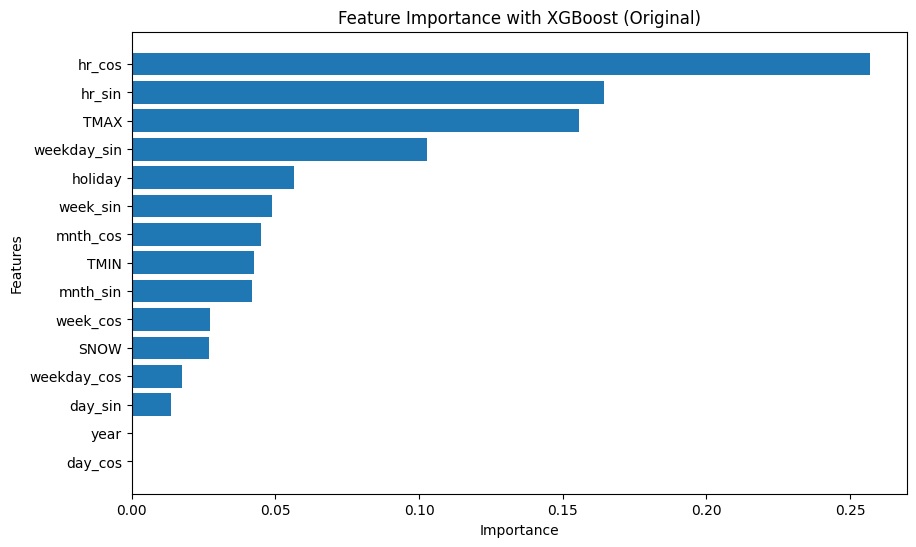 Feature Importance with XGBoost (Original)
Features
hr_cos
hr_sin
TMAX
weekday_sin
holiday
week_sin
mnth_cos
TMIN
mnth_sin
week_cos
SNOW
weekday_cos
day_sin
year
day_cos
0.00 0.05 0.10 0.15 0.20 0.25
Importance